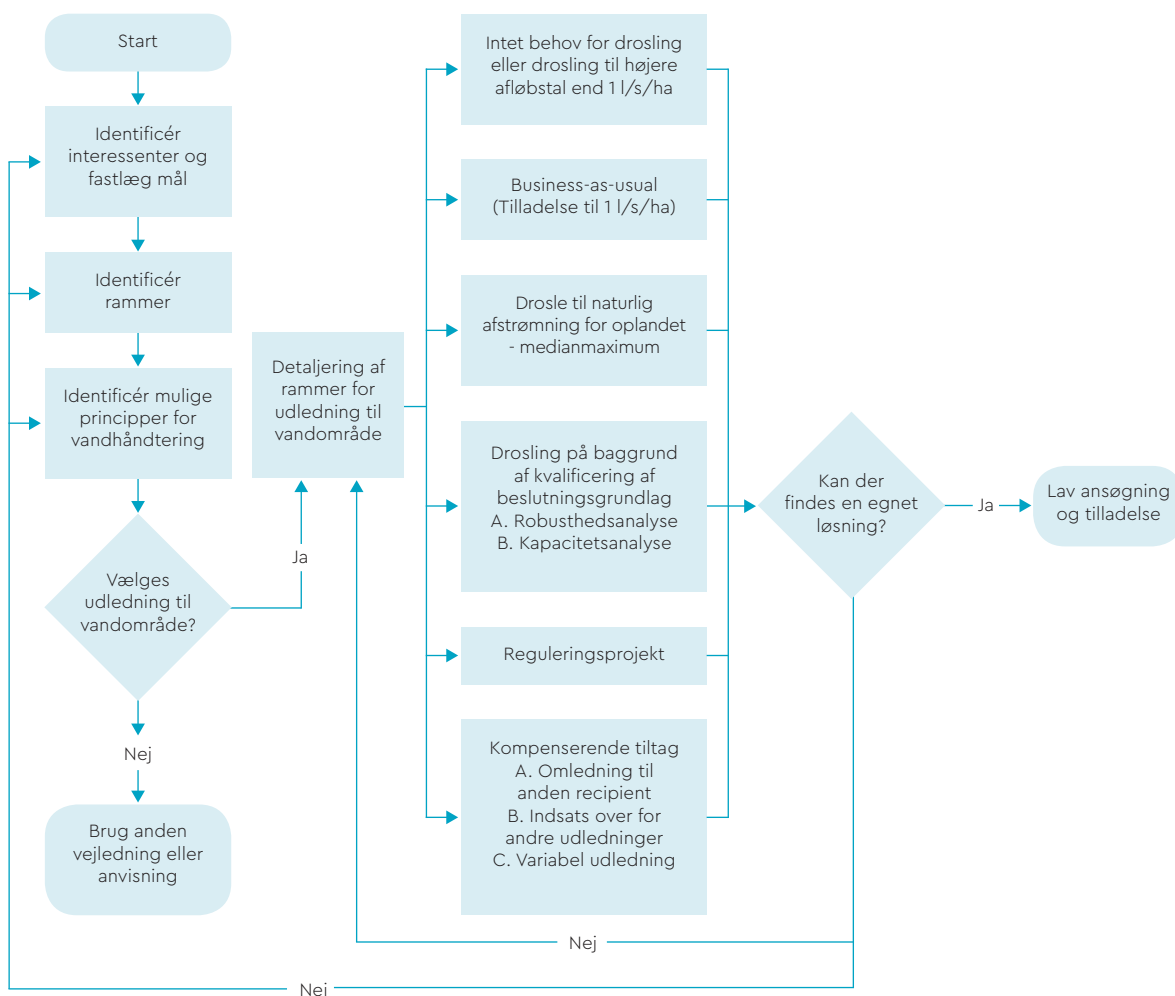 Start
Identificér
interessenter og
fastlæg mål
Identificér
rammer
Identificér mulige
principper for
vandhåndtering
Vælges
udledning til
vandområde?
Ja
Nej
Brug anden
vejledning eller
anvisning
Detaljering af
rammer for
udledning til
vandområde
Intet behov for drosling
eller drosling til højere
afløbstal end 1 l/s/ha
Business-as-usual
(Tilladelse til 1 l/s/ha)
Drosle til naturlig
afstrømning for oplandet
- medianmaximum
Drosling på baggrund
af kvalificering af
beslutningsgrundlag
A. Robusthedsanalyse
B. Kapacitetsanalyse
Reguleringsprojekt
Kompenserende tiltag
A. Omledning til
anden recipient
B. Indsats over for
andre udledninger
C. Variabel udledning
Kan der
findes en egnet
løsning?
Ja
Lav ansøgning
og tilladelse
Nej
Nej